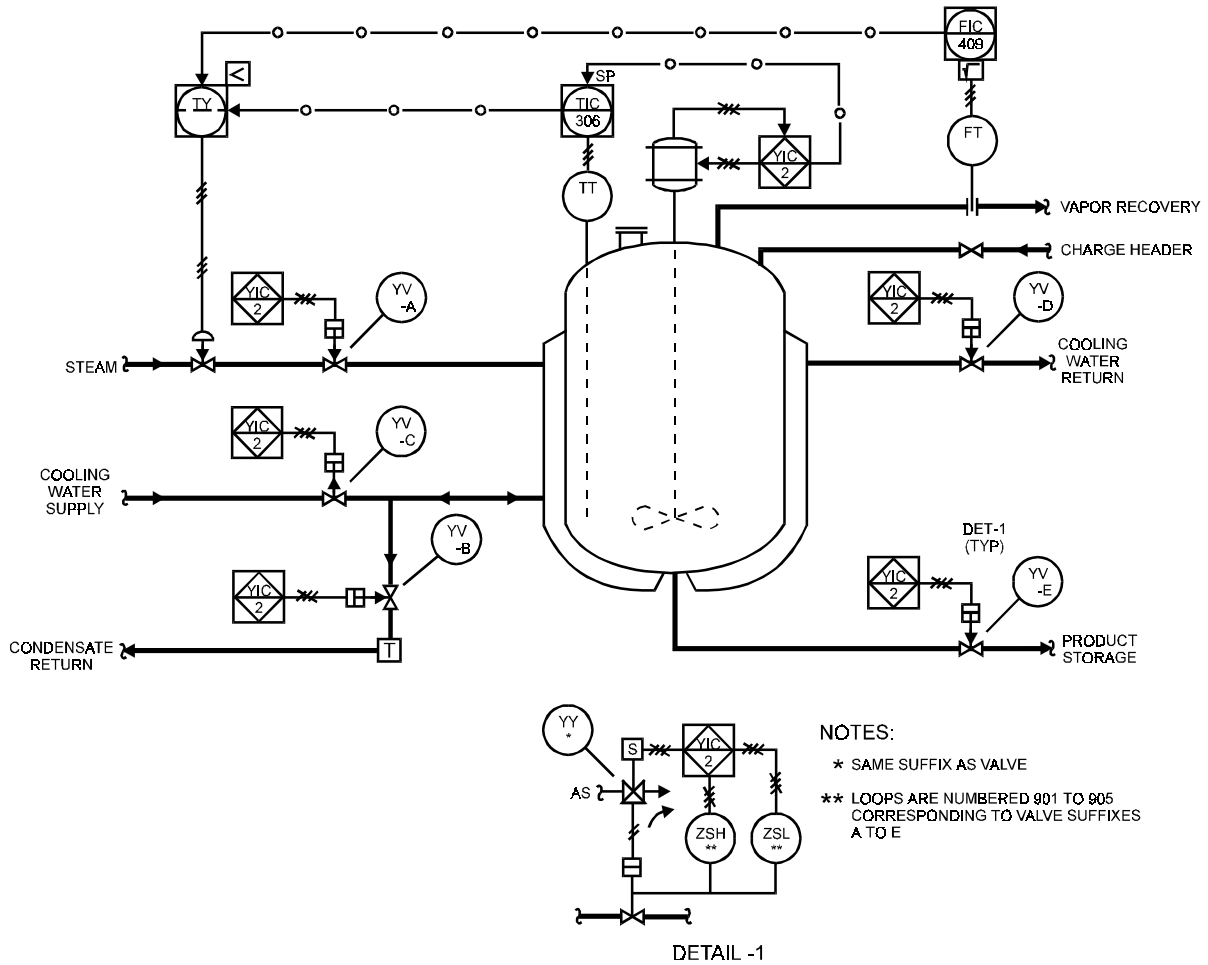 FIC
409
√
<
TY
SP
TIC
306
TT
YIC
2
FT
VAPOR RECOVERY
CHARGE HEADER
YIC
2
YV
-A
YIC
2
YV
-D
STEAM
COOLING
WATER
RETURN
YIC
2
YV
-C
COOLING
WATER
SUPPLY
YV
-B
YIC
2
DET-1
(TYP)
YIC
2
YV
-E
T
CONDENSATE
RETURN
PRODUCT
STORAGE
YY
*
S
YIC
2
AS
ZSH
**
ZSL
**
NOTES:
* SAME SUFFIX AS VALVE
** LOOPS ARE NUMBERED 901 TO 905
CORRESPONDING TO VALVE SUFFIXES
A TO E
DETAIL -1